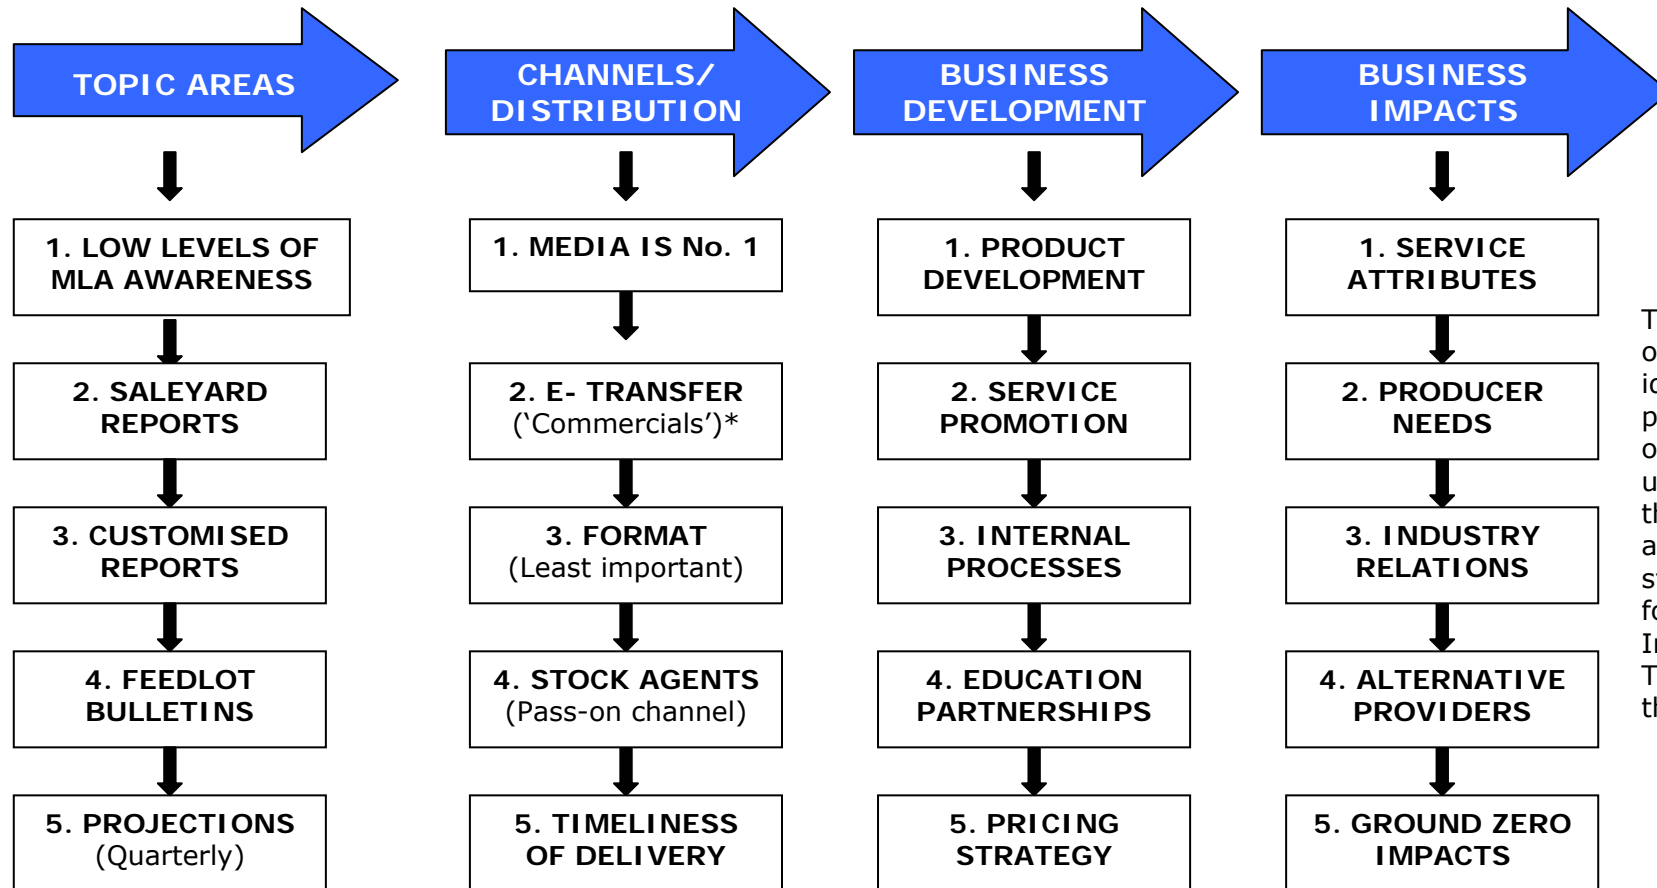 TOPIC AREAS
1. LOW LEVELS OF
MLA AWARENESS
2. SALEYARD
REPORTS
3. CUSTOMISED
REPORTS
4. FEEDLOT
BULLETINS
5. PROJECTIONS
(Quarterly)
CHANNELS/
DISTRIBUTION
1. MEDIA IS No. 1
2. E- TRANSFER
(‘Commercials’)*
3. FORMAT
(Least important)
4. STOCK AGENTS
(Pass-on channel)
5. TIMELINESS
OF DELIVERY
BUSINESS
DEVELOPMENT
1. PRODUCT
DEVELOPMENT
2. SERVICE
PROMOTION
3. INTERNAL
PROCESSES
4. EDUCATION
PARTNERSHIPS
5. PRICING
STRATEGY
BUSINESS
IMPACTS
1. SERVICE
ATTRIBUTES
2. PRODUCER
NEEDS
3. INDUSTRY
RELATIONS
4. ALTERNATIVE
PROVIDERS
5. GROUND ZERO
IMPACTS